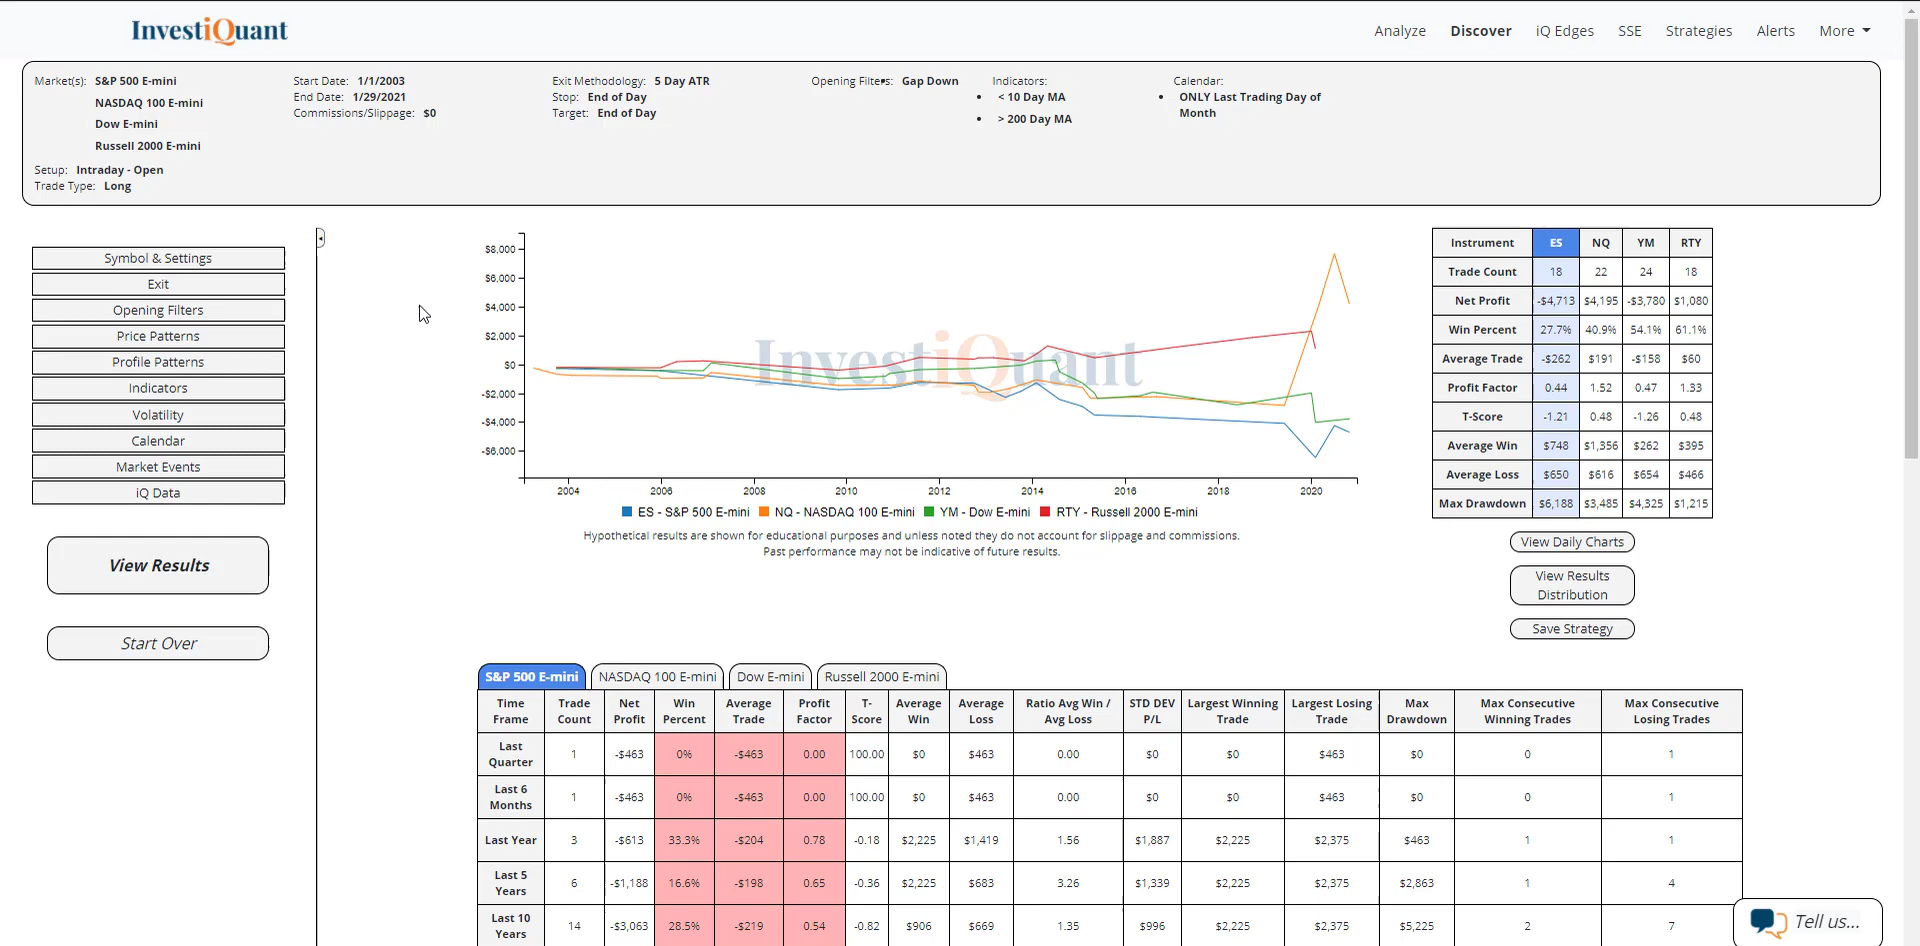 InvestiQuant
Analyze Discover iQ Edges SSE Strategies Alerts More
Market(s): S&P 500 E-mini
NASDAQ 100 E-mini
Dow E-mini
Russell 2000 E-mini
Setup: Intraday - Open
Trade Type: Long
Start Date: 1/1/2003
End Date: 1/29/2021
Commissions/Slippage: $0
Exit Methodology: 5 Day ATR
Stop: End of Day
Target: End of Day
Opening Filters: Gap Down
Indicators:
• < 10 Day MA
• > 200 Day MA
Calendar:
• ONLY Last Trading Day of
Month
Symbol & Settings
Exit
Opening Filters
Price Patterns
Profile Patterns
Indicators
Volatility
Calendar
Market Events
iQ Data
View Results
Start Over
$8,000
$6,000
$4,000
$2,000
$0
-$2,000
-$4,000
-$6,000
InvestiQuant
2004 2006 2008 2010 2012 2014 2016 2018 2020
ES - S&P 500 E-mini NQ - NASDAQ 100 E-mini YM - Dow E-mini RTY - Russell 2000 E-mini
Hypothetical results are shown for educational purposes and unless noted they do not account for slippage and commissions.
Past performance may not be indicative of future results.
Instrument ES NQ YM RTY
Trade Count 18 22 24 18
Net Profit -$4,713 $4,195 -$3,780 $1,080
Win Percent 27.7% 40.9% 54.1% 61.1%
Average Trade -$262 $191 -$158 $60
Profit Factor 0.44 1.52 0.47 1.33
T-Score -1.21 0.48 -1.26 0.48
Average Win $748 $1,356 $262 $395
Average Loss $650 $616 $654 $466
Max Drawdown $6,188 $3,485 $4,325 $1,215
View Daily Charts
View Results
Distribution
Save Strategy
S&P 500 E-mini NASDAQ 100 E-mini Dow E-mini Russell 2000 E-mini
Time Trade Net Win Average Profit T- Average Average Ratio Avg Win / STD DEV Largest Winning Largest Losing Max Max Consecutive Max Consecutive
Frame Count Profit Percent Trade Factor Score Win Loss Avg Loss P/L Trade Trade Drawdown Winning Trades Losing Trades
Last
Quarter 1 -$463 0% -$463 0.00 100.00 $0 $463 0.00 $0 $0 $463 $0 0 1
Last 6
Months 1 -$463 0% -$463 0.00 100.00 $0 $463 0.00 $0 $0 $463 $0 0 1
Last Year 3 -$613 33.3% -$204 0.78 -0.18 $2,225 $1,419 1.56 $1,887 $2,225 $2,375 $463 1 1
Last 5
Years 6 -$1,188 16.6% -$198 0.65 -0.36 $2,225 $683 3.26 $1,339 $2,225 $2,375 $2,863 1 4
Last 10
Years 14 -$3,063 28.5% -$219 0.54 -0.82 $906 $669 1.35 $996 $2,225 $2,375 $5,225 2 7
Tell us...